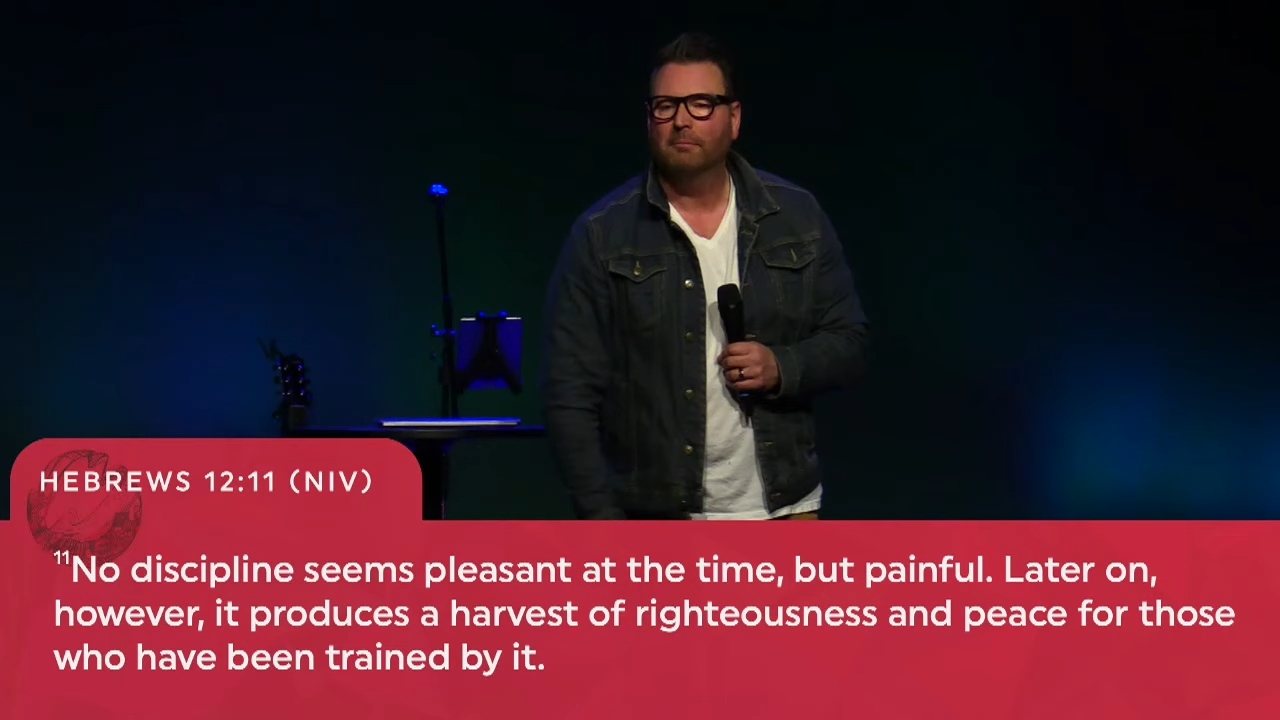 HEBREWS 12:11 (NIV)
¹¹No discipline seems pleasant at the time, but painful. Later on,
however, it produces a harvest of righteousness and peace for those
who have been trained by it.